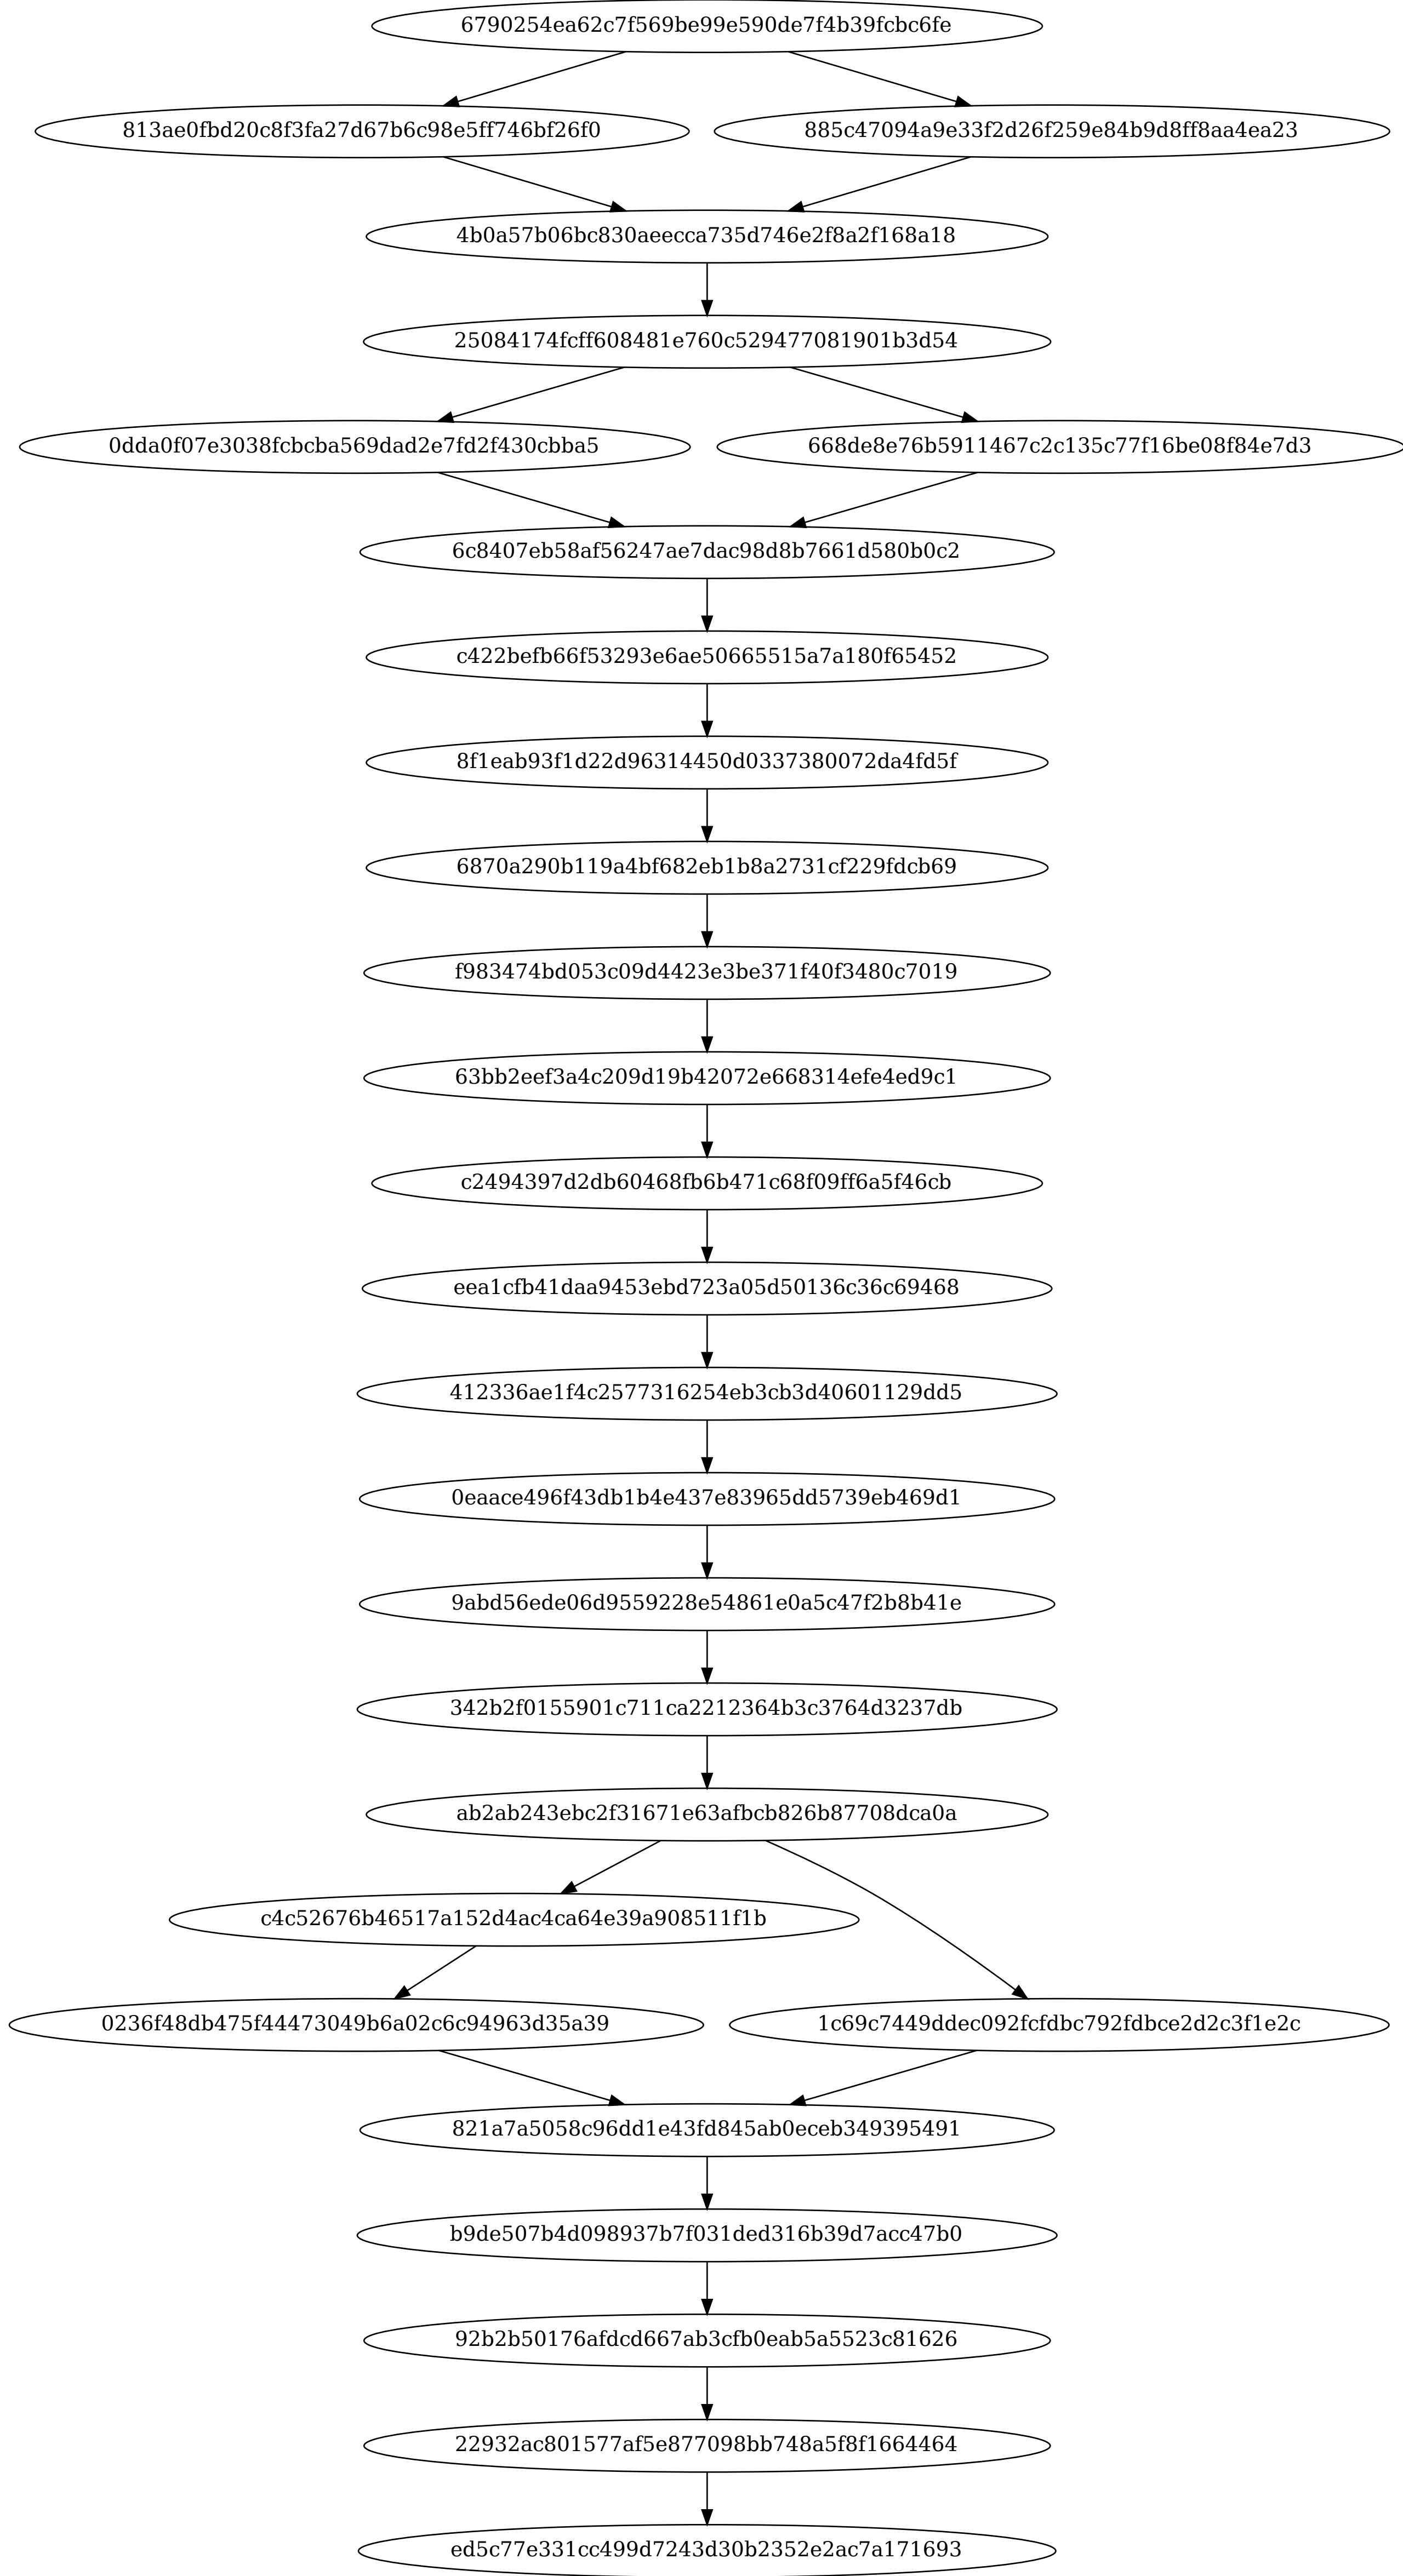 6790254ea62c7f569be99e590de7f4b39fcbc6fe
813ae0fbd20c8f3fa27d67b6c98e5ff746bf26f0
885c47094a9e33f2d26f259e84b9d8ff8aa4ea23
4b0a57b06bc830aeecca735d746e2f8a2f168a18
25084174fcff608481e760c529477081901b3d54
0dda0f07e3038fcbcba569dad2e7fd2f430cbba5
668de8e76b5911467c2c135c77f16be08f84e7d3
6c8407eb58af56247ae7dac98d8b7661d580b0c2
c422befb66f53293e6ae50665515a7a180f65452
8f1eab93f1d22d96314450d0337380072da4fd5f
6870a290b119a4bf682eb1b8a2731cf229fdcb69
f983474bd053c09d4423e3be371f40f3480c7019
63bb2eef3a4c209d19b42072e668314efe4ed9c1
c2494397d2db60468fb6b471c68f09ff6a5f46cb
eea1cfb41daa9453ebd723a05d50136c36c69468
412336ae1f4c2577316254eb3cb3d40601129dd5
0eaace496f43db1b4e437e83965dd5739eb469d1
9abd56ede06d9559228e54861e0a5c47f2b8b41e
342b2f0155901c711ca2212364b3c3764d3237db
ab2ab243ebc2f31671e63afbcb826b87708dca0a
c4c52676b46517a152d4ac4ca64e39a908511f1b
0236f48db475f44473049b6a02c6c94963d35a39
1c69c7449ddec092fcfdbc792fdbce2d2c3f1e2c
821a7a5058c96dd1e43fd845ab0eceb349395491
b9de507b4d098937b7f031ded316b39d7acc47b0
92b2b50176afdcd667ab3cfb0eab5a5523c81626
22932ac801577af5e877098bb748a5f8f1664464
ed5c77e331cc499d7243d30b2352e2ac7a171693